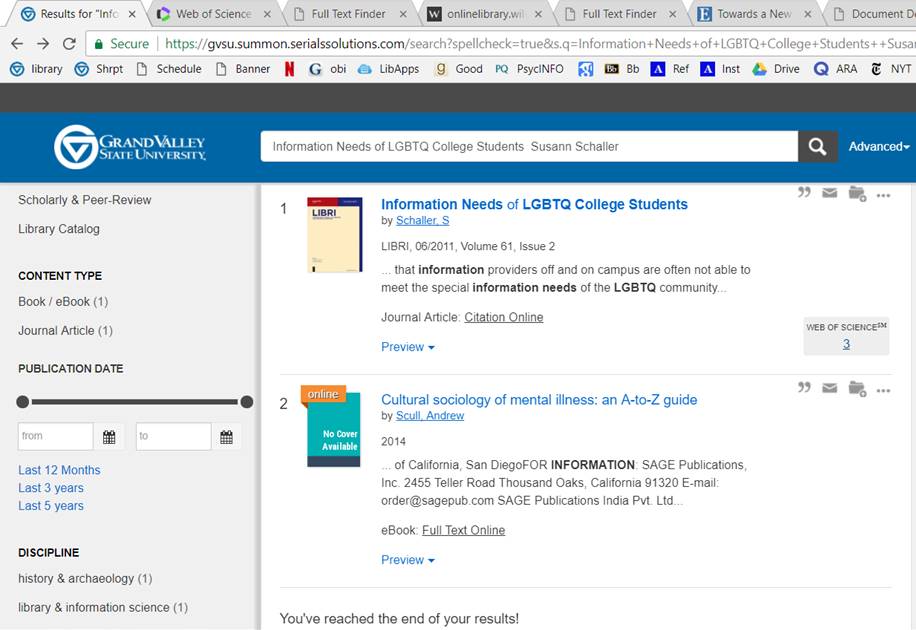 Results for "Info
Web of Science
Full Text Finder
onlinelibrary.wil
Full Text Finder
Towards a New
Document D
Secure | https://gvsu.summon.serialssolutions.com/search?spellcheck=true&s.q=Information+Needs+of+LGBTQ+College+Students++Susan
library Shrpt Schedule Banner N G obi LibApps g Good PQ PsycINFO Bb Bb A Ref A Inst Drive Q ARA NYT
GRAND VALLEY
STATE UNIVERSITY.
Information Needs of LGBTQ College Students Susann Schaller
Advanced
Scholarly & Peer-Review
Library Catalog
CONTENT TYPE
Book / eBook (1)
Journal Article (1)
PUBLICATION DATE
from to
Last 12 Months
Last 3 years
Last 5 years
DISCIPLINE
history & archaeology (1)
library & information science (1)
1
LIBRI
Information Needs of LGBTQ College Students
by Schaller, S
LIBRI, 06/2011, Volume 61, Issue 2
... that information providers off and on campus are often not able to
meet the special information needs of the LGBTQ community...
Journal Article: Citation Online
Preview
WEB OF SCIENCE℠
3
2
online
No Cover
Available
Cultural sociology of mental illness: an A-to-Z guide
by Scull, Andrew
2014
... of California, San DiegoFOR INFORMATION: SAGE Publications,
Inc. 2455 Teller Road Thousand Oaks, California 91320 E-mail:
order@sagepub.com SAGE Publications India Pvt. Ltd...
eBook: Full Text Online
Preview
You've reached the end of your results!